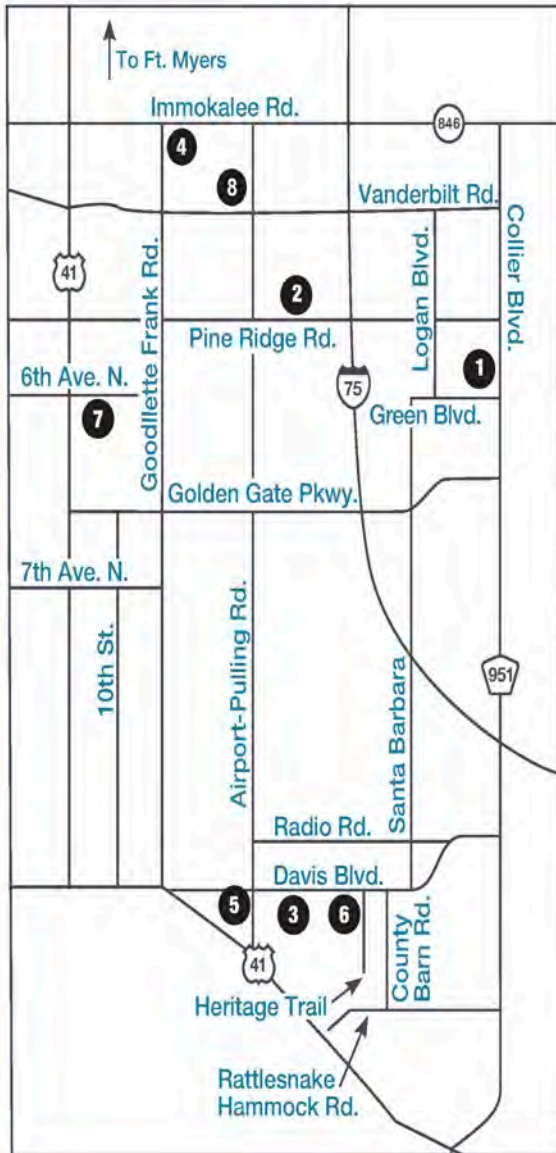 To Ft. Myers
Immokalee Rd.
846
4
8
Vanderbilt Rd.
Collier Blvd.
Logan Blvd.
41
Goodllette Frank Rd.
2
Pine Ridge Rd.
1
75
6th Ave. N.
7
Green Blvd.
Golden Gate Pkwy.
7th Ave. N.
10th St.
Airport-Pulling Rd.
Santa Barbara
951
Radio Rd.
Davis Blvd.
5
3
6
County
Barn Rd.
41
Heritage Trail
Rattlesnake
Hammock Rd.